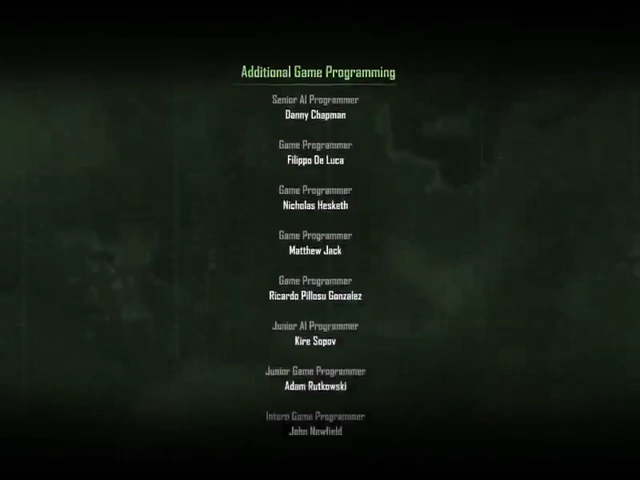 Additional Game Programming
Senior AI Programmer
Danny Chapman
Game Programmer
Filippo De Luca
Game Programmer
Nicholas Hesketh
Game Programmer
Matthew Jack
Game Programmer
Ricardo Pillosu Gonzalez
Junior AI Programmer
Kire Sopov
Junior Game Programmer
Adam Rutkowski
Intern Game Programmer
John Newfield